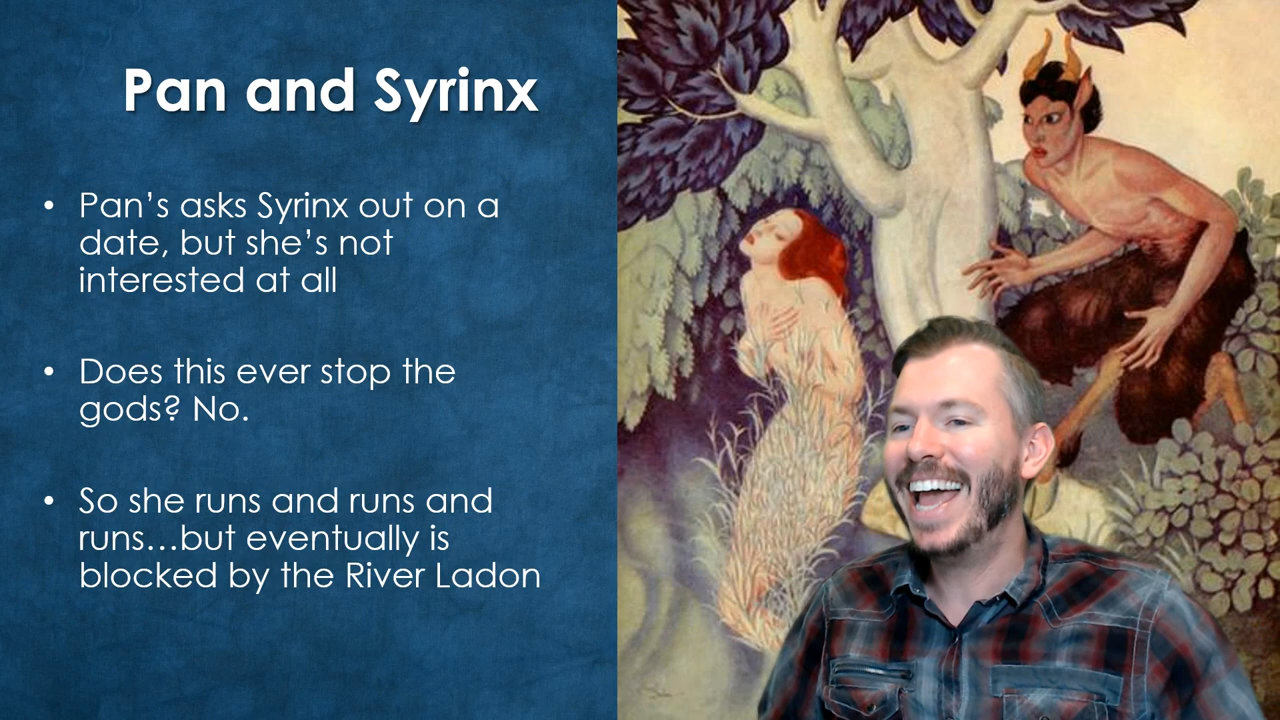 Pan and Syrinx
• Pan’s asks Syrinx out on a
date, but she’s not
interested at all
• Does this ever stop the
gods? No.
• So she runs and runs and
runs…but eventually is
blocked by the River Ladon